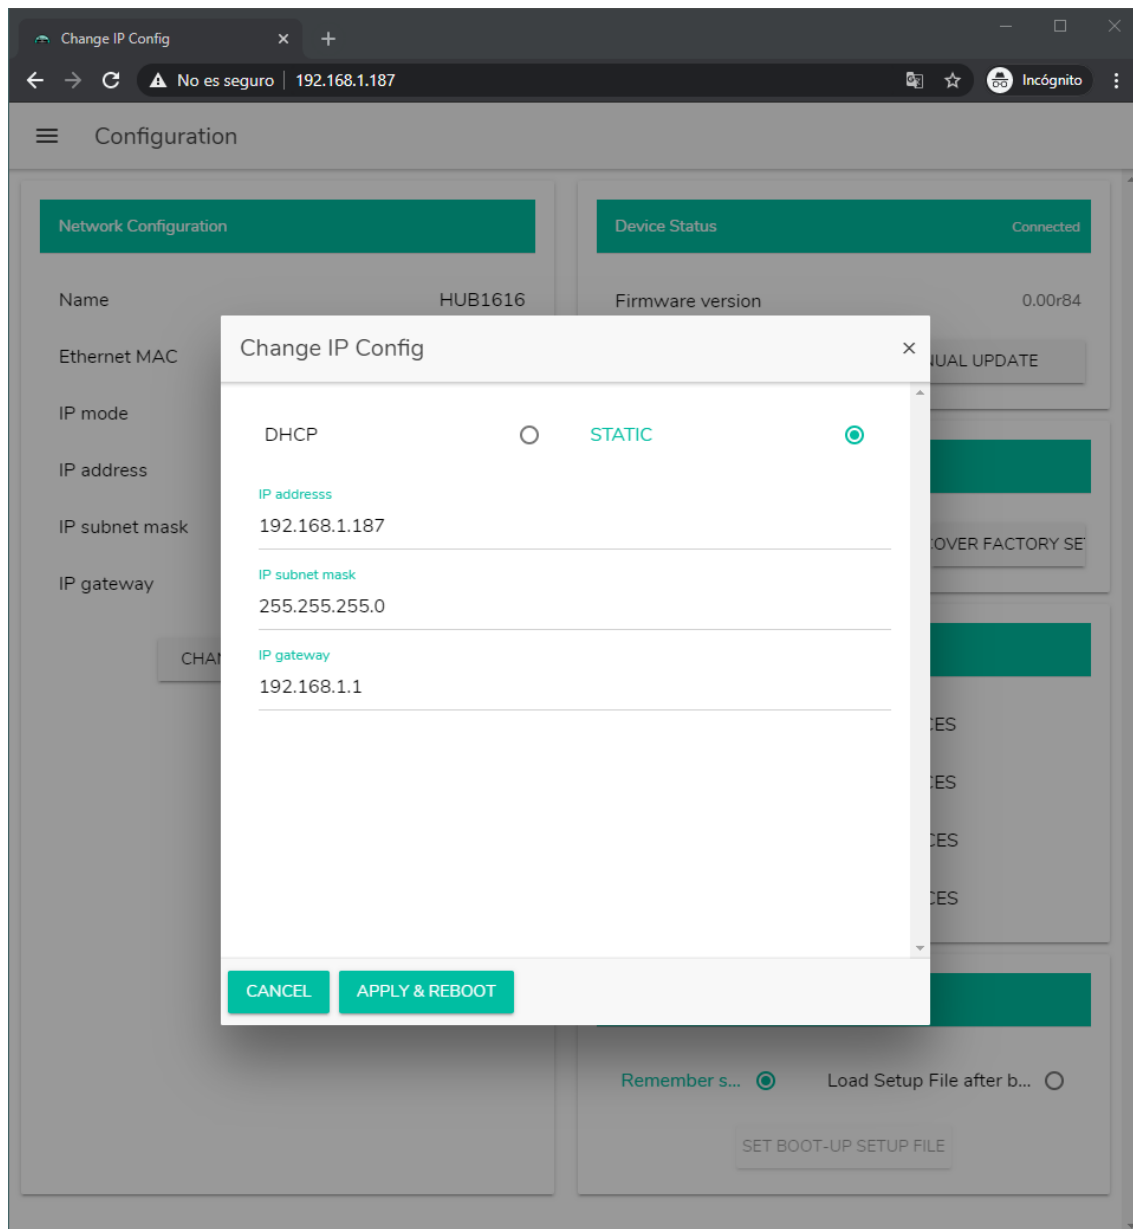 Change IP Config
No es seguro 192.168.1.187 Incógnito
Configuration
Network Configuration
Name HUB1616
Ethernet MAC
IP mode
IP address
IP subnet mask
IP gateway
Device Status Connected
Firmware version 0.00r84
UPDATE
FACTORY
Change IP Config
DHCP STATIC
IP addresss
192.168.1.187
IP subnet mask
255.255.255.0
IP gateway
192.168.1.1
CANCEL APPLY & REBOOT
Remember s... Load Setup File after b...
SET BOOT-UP SETUP FILE